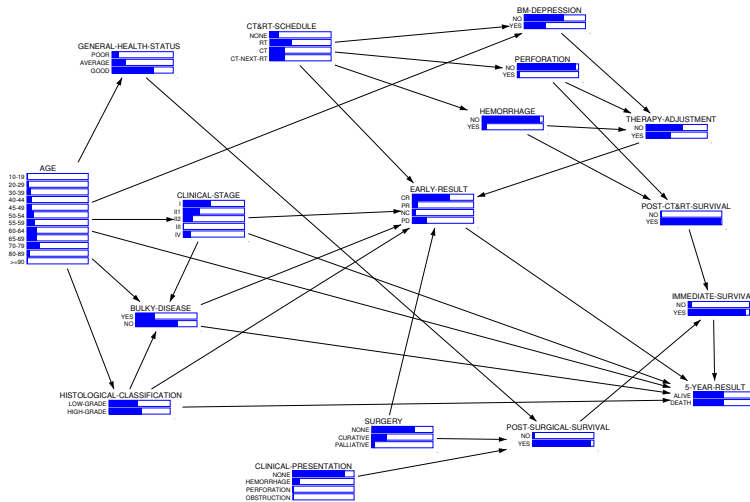 BM-DEPRESSION
NO
YES
CT&RT-SCHEDULE
NONE
RT
CT
CT-NEXT-RT
GENERAL-HEALTH-STATUS
POOR
AVERAGE
GOOD
PERFORATION
NO
YES
HEMORRHAGE
NO
YES
THERAPY-ADJUSTMENT
NO
YES
AGE
10-19
20-29
30-39
40-44
45-49
50-54
55-59
60-64
65-69
70-79
80-89
>=90
CLINICAL-STAGE
I
II1
II2
III
IV
EARLY-RESULT
CR
PR
NC
PD
POST-CT&RT-SURVIVAL
NO
YES
BULKY-DISEASE
YES
NO
IMMEDIATE-SURVIVAL
NO
YES
HISTOLOGICAL-CLASSIFICATION
LOW-GRADE
HIGH-GRADE
5-YEAR-RESULT
ALIVE
DEATH
SURGERY
NONE
CURATIVE
PALLIATIVE
POST-SURGICAL-SURVIVAL
NO
YES
CLINICAL-PRESENTATION
NONE
HEMORRHAGE
PERFORATION
OBSTRUCTION